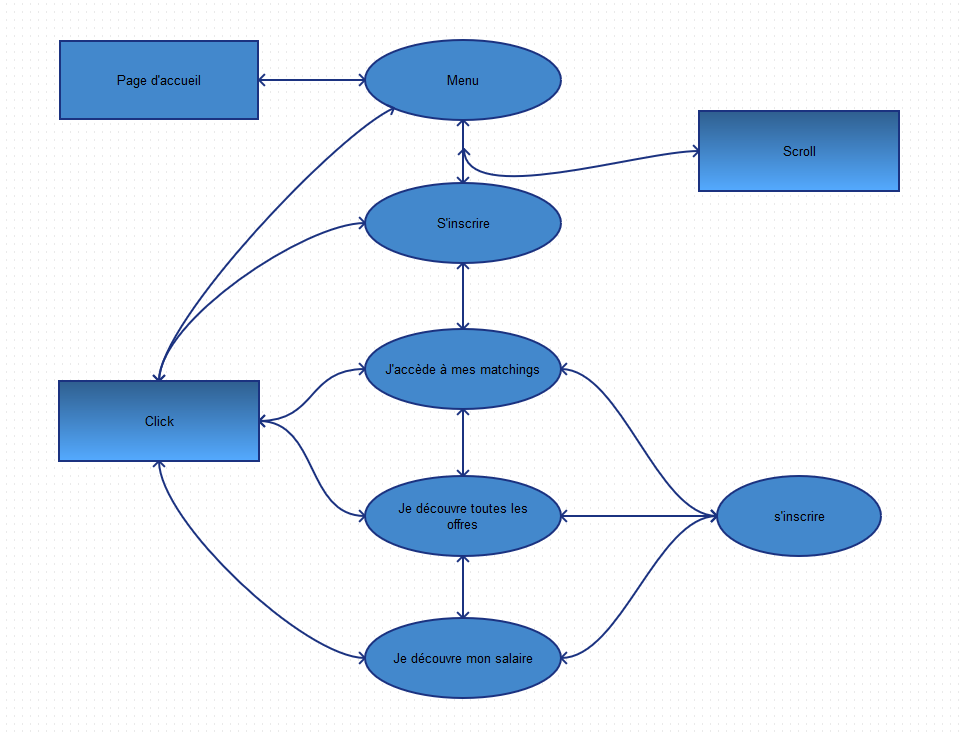 Page d'accueil
Menu
Scroll
S'inscrire
J'accède à mes matchings
Click
Je découvre toutes les
offres
s'inscrire
Je découvre mon salaire